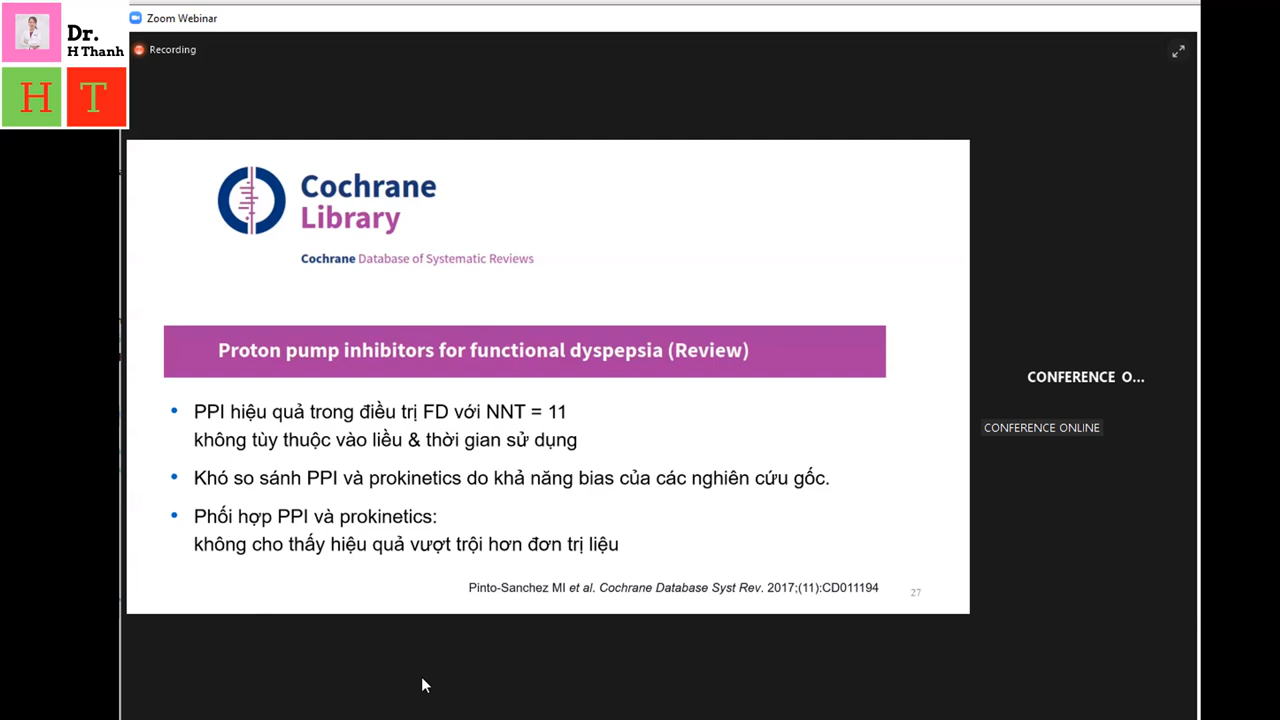 Zoom Webinar
Dr.
H Thanh
H T
Recording
Cochrane
Library
Cochrane Database of Systematic Reviews
Proton pump inhibitors for functional dyspepsia (Review)
• PPI hiệu quả trong điều trị FD với NNT = 11
không tùy thuộc vào liều & thời gian sử dụng
• Khó so sánh PPI và prokinetics do khả năng bias của các nghiên cứu gốc.
• Phối hợp PPI và prokinetics:
không cho thấy hiệu quả vượt trội hơn đơn trị liệu
Pinto-Sanchez MI et al. Cochrane Database Syst Rev. 2017;(11):CD011194
27
CONFERENCE O...
CONFERENCE ONLINE